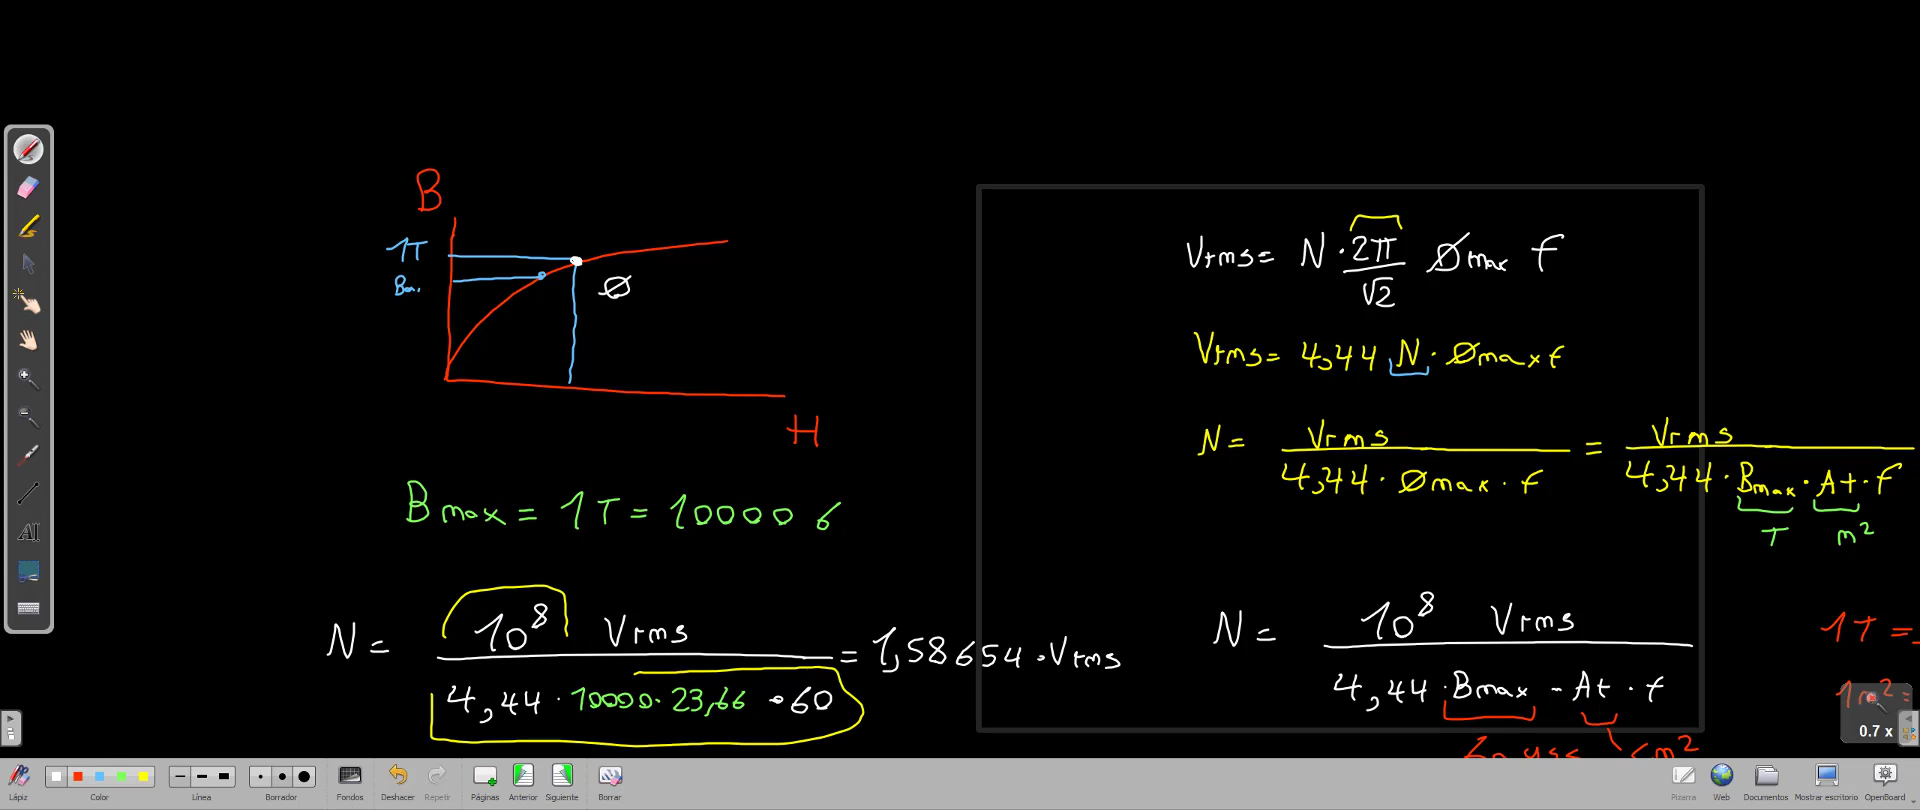 B
1T
Bm.
Ø
H
Bmax = 1T = 10000 G
N = 10⁸ Vrms / 4,44 · 10000 · 23,66 · 60 = 1,58654 · Vrms
Vrms = N · 2π / √2 Ømax f
Vrms = 4,44 N · Ømax f
N = Vrms / 4,44 · Ømax · f = Vrms / 4,44 · Bmax · At · f
T m²
N = 10⁸ Vrms / 4,44 · Bmax - At · f
1T =
1m² =
cm²
0.7 x
Lápiz
Color
Línea
Borrador
Fondos
Deshacer
Repetir
Páginas
Anterior
Siguiente
Borrar
Pizarra
Web
Documentos
Mostrar escritorio
OpenBoard
AI